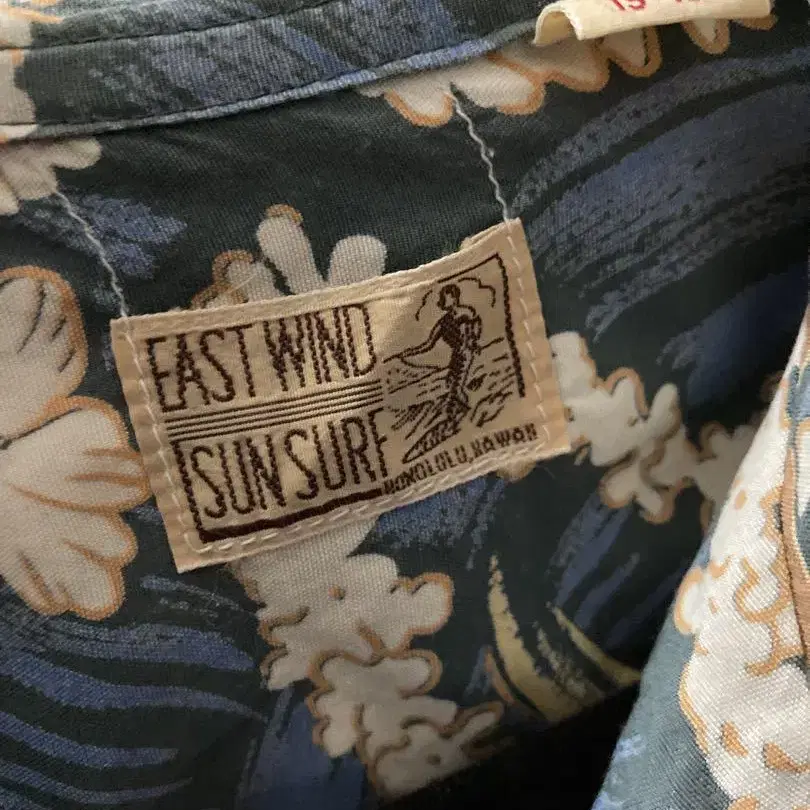 EAST WIND
SUN SURF
HONOLULU, HAWAII